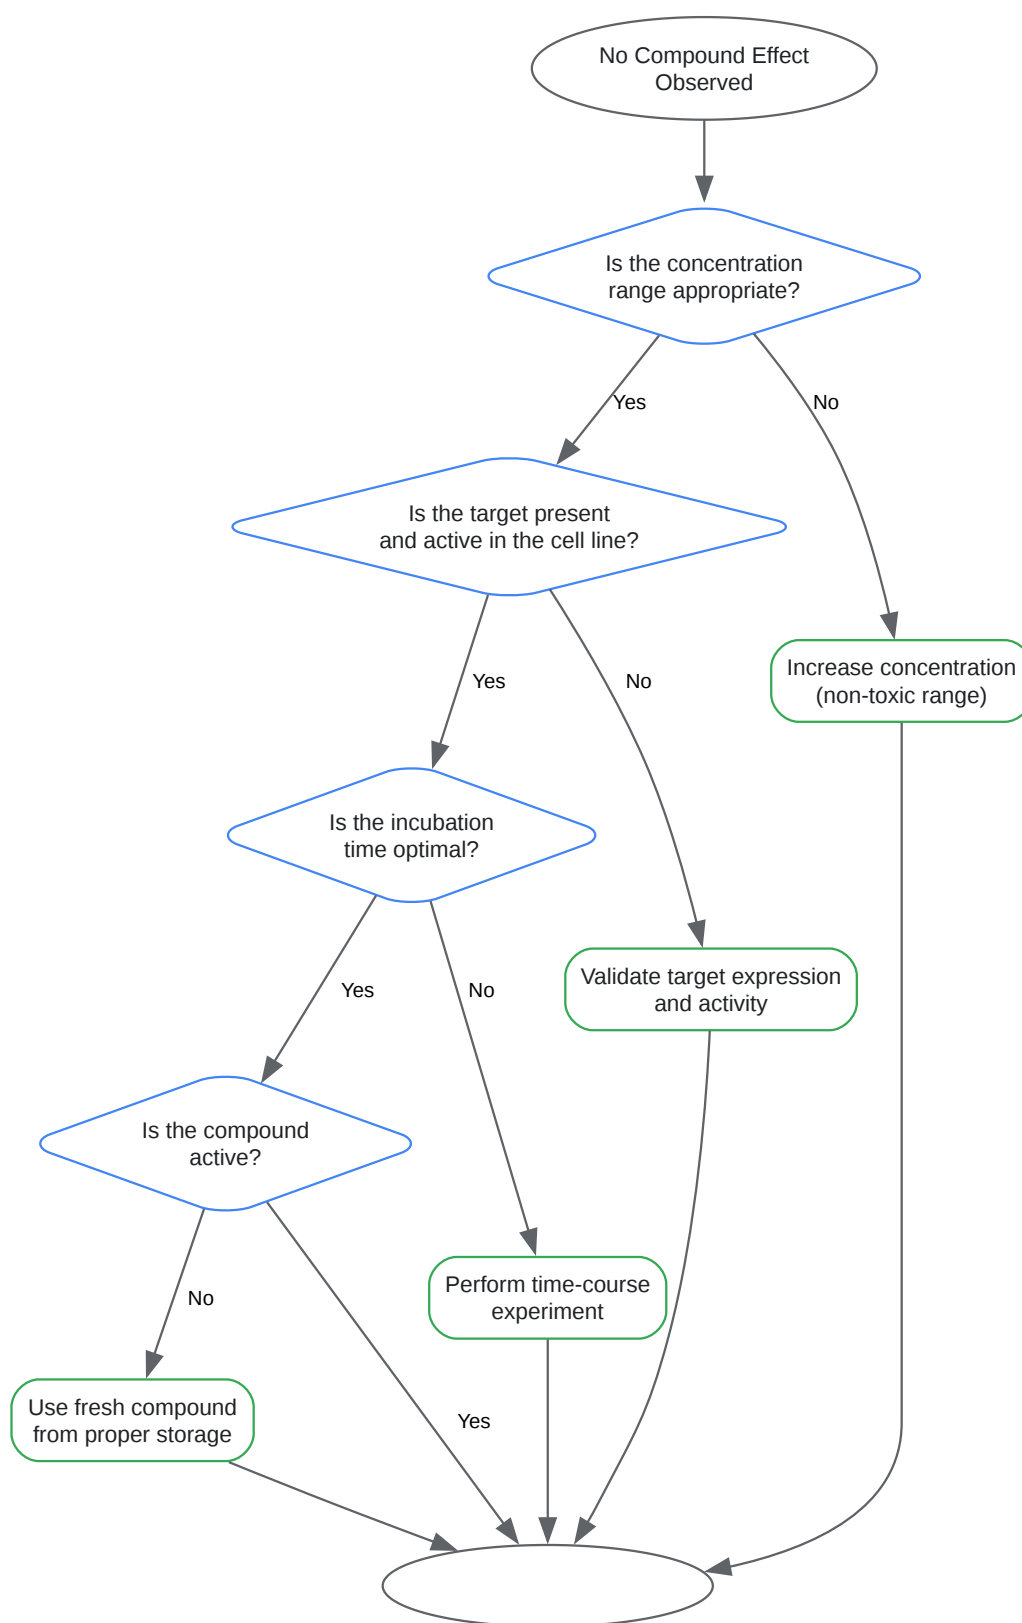 No Compound Effect
Observed
Is the concentration
range appropriate?
Yes
No
Is the target present
and active in the cell line?
Increase concentration
(non-toxic range)
Yes
No
Is the incubation
time optimal?
Validate target expression
and activity
Yes
No
Is the compound
active?
Perform time-course
experiment
No
Use fresh compound
from proper storage
Yes